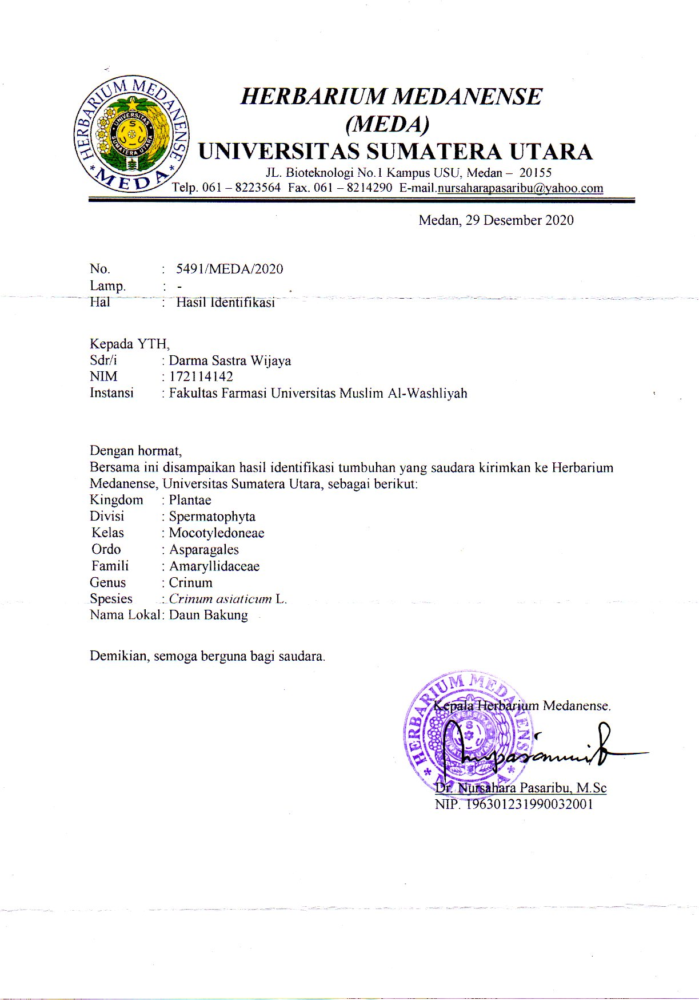 HERBARIUM MEDANENSE
MEDA
UNIVERSITAS
SUMATERA UTARA
HERBARIUM MEDANENSE
(MEDA)
UNIVERSITAS SUMATERA UTARA
JL. Bioteknologi No.1 Kampus USU, Medan – 20155
Telp. 061 – 8223564 Fax. 061 – 8214290 E-mail.nursaharapasaribu@yahoo.com
Medan, 29 Desember 2020
No. : 5491/MEDA/2020
Lamp. : -
Hal : Hasil Identifikasi
Kepada YTH,
Sdr/i : Darma Sastra Wijaya
NIM : 172114142
Instansi : Fakultas Farmasi Universitas Muslim Al-Washliyah
Dengan hormat,
Bersama ini disampaikan hasil identifikasi tumbuhan yang saudara kirimkan ke Herbarium
Medanense, Universitas Sumatera Utara, sebagai berikut:
Kingdom : Plantae
Divisi : Spermatophyta
Kelas : Mocotyledoneae
Ordo : Asparagales
Famili : Amaryllidaceae
Genus : Crinum
Spesies : Crinum asiaticum L.
Nama Lokal : Daun Bakung
Demikian, semoga berguna bagi saudara.
Kepala Herbarium Medanense.
HERBARIUM MEDANENSE
MEDA
Dr. Nursahara Pasaribu, M.Sc
NIP. 196301231990032001